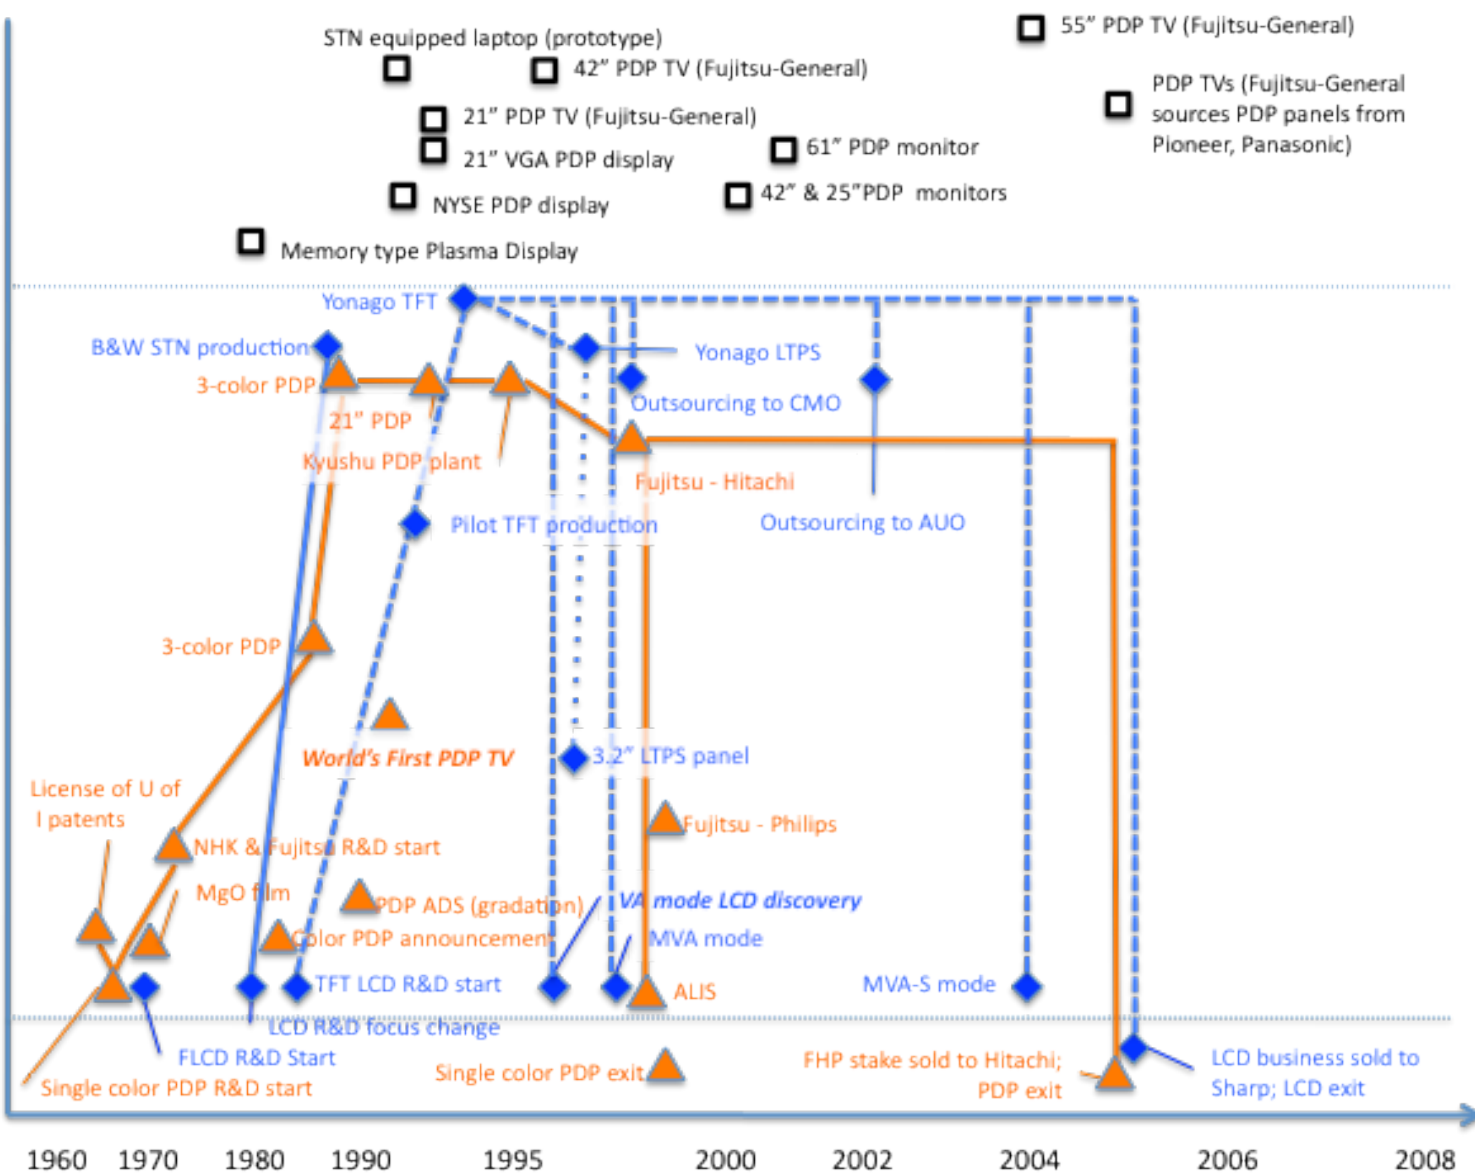 STN equipped laptop (prototype)
55" PDP TV (Fujitsu-General)
42" PDP TV (Fujitsu-General)
PDP TVs (Fujitsu-General
sources PDP panels from
Pioneer, Panasonic)
21" PDP TV (Fujitsu-General)
21" VGA PDP display
61" PDP monitor
NYSE PDP display
42" & 25"PDP monitors
Memory type Plasma Display
Yonago TFT
B&W STN production
Yonago LTPS
3-color PDP
Outsourcing to CMO
21" PDP
Kyushu PDP plant
Fujitsu - Hitachi
Pilot TFT production
Outsourcing to AUO
3-color PDP
World's First PDP TV
3.2" LTPS panel
License of U of
I patents
Fujitsu - Philips
NHK & Fujitsu R&D start
MgO film
PDP ADS (gradation)
VA mode LCD discovery
Color PDP announcement
MVA mode
TFT LCD R&D start
ALIS
MVA-S mode
LCD R&D focus change
FLCD R&D Start
Single color PDP R&D start
Single color PDP exit
FHP stake sold to Hitachi;
PDP exit
LCD business sold to
Sharp; LCD exit
1960 1970 1980 1990 1995 2000 2002 2004 2006 2008